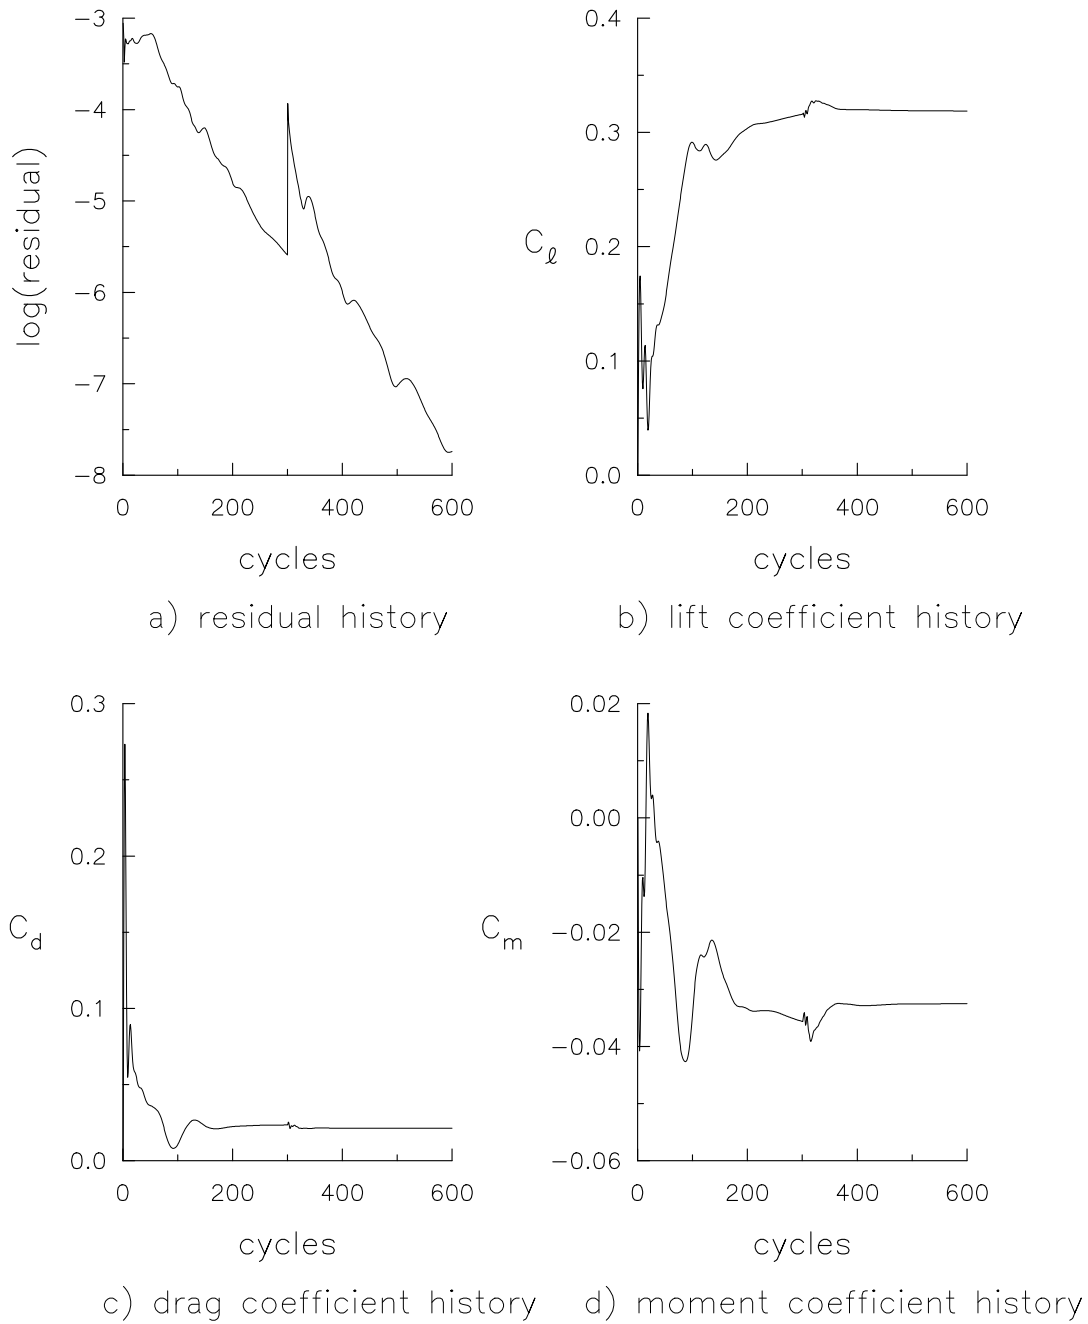 −3
−4
−5
−6
−7
−8
log(residual)
0 200 400 600
cycles
a) residual history
0.4
0.3
0.2
0.1
0.0
Cℓ
0 200 400 600
cycles
b) lift coefficient history
0.3
0.2
0.1
0.0
Cd
0 200 400 600
cycles
c) drag coefficient history
0.02
0.00
−0.02
−0.04
−0.06
Cm
0 200 400 600
cycles
d) moment coefficient history